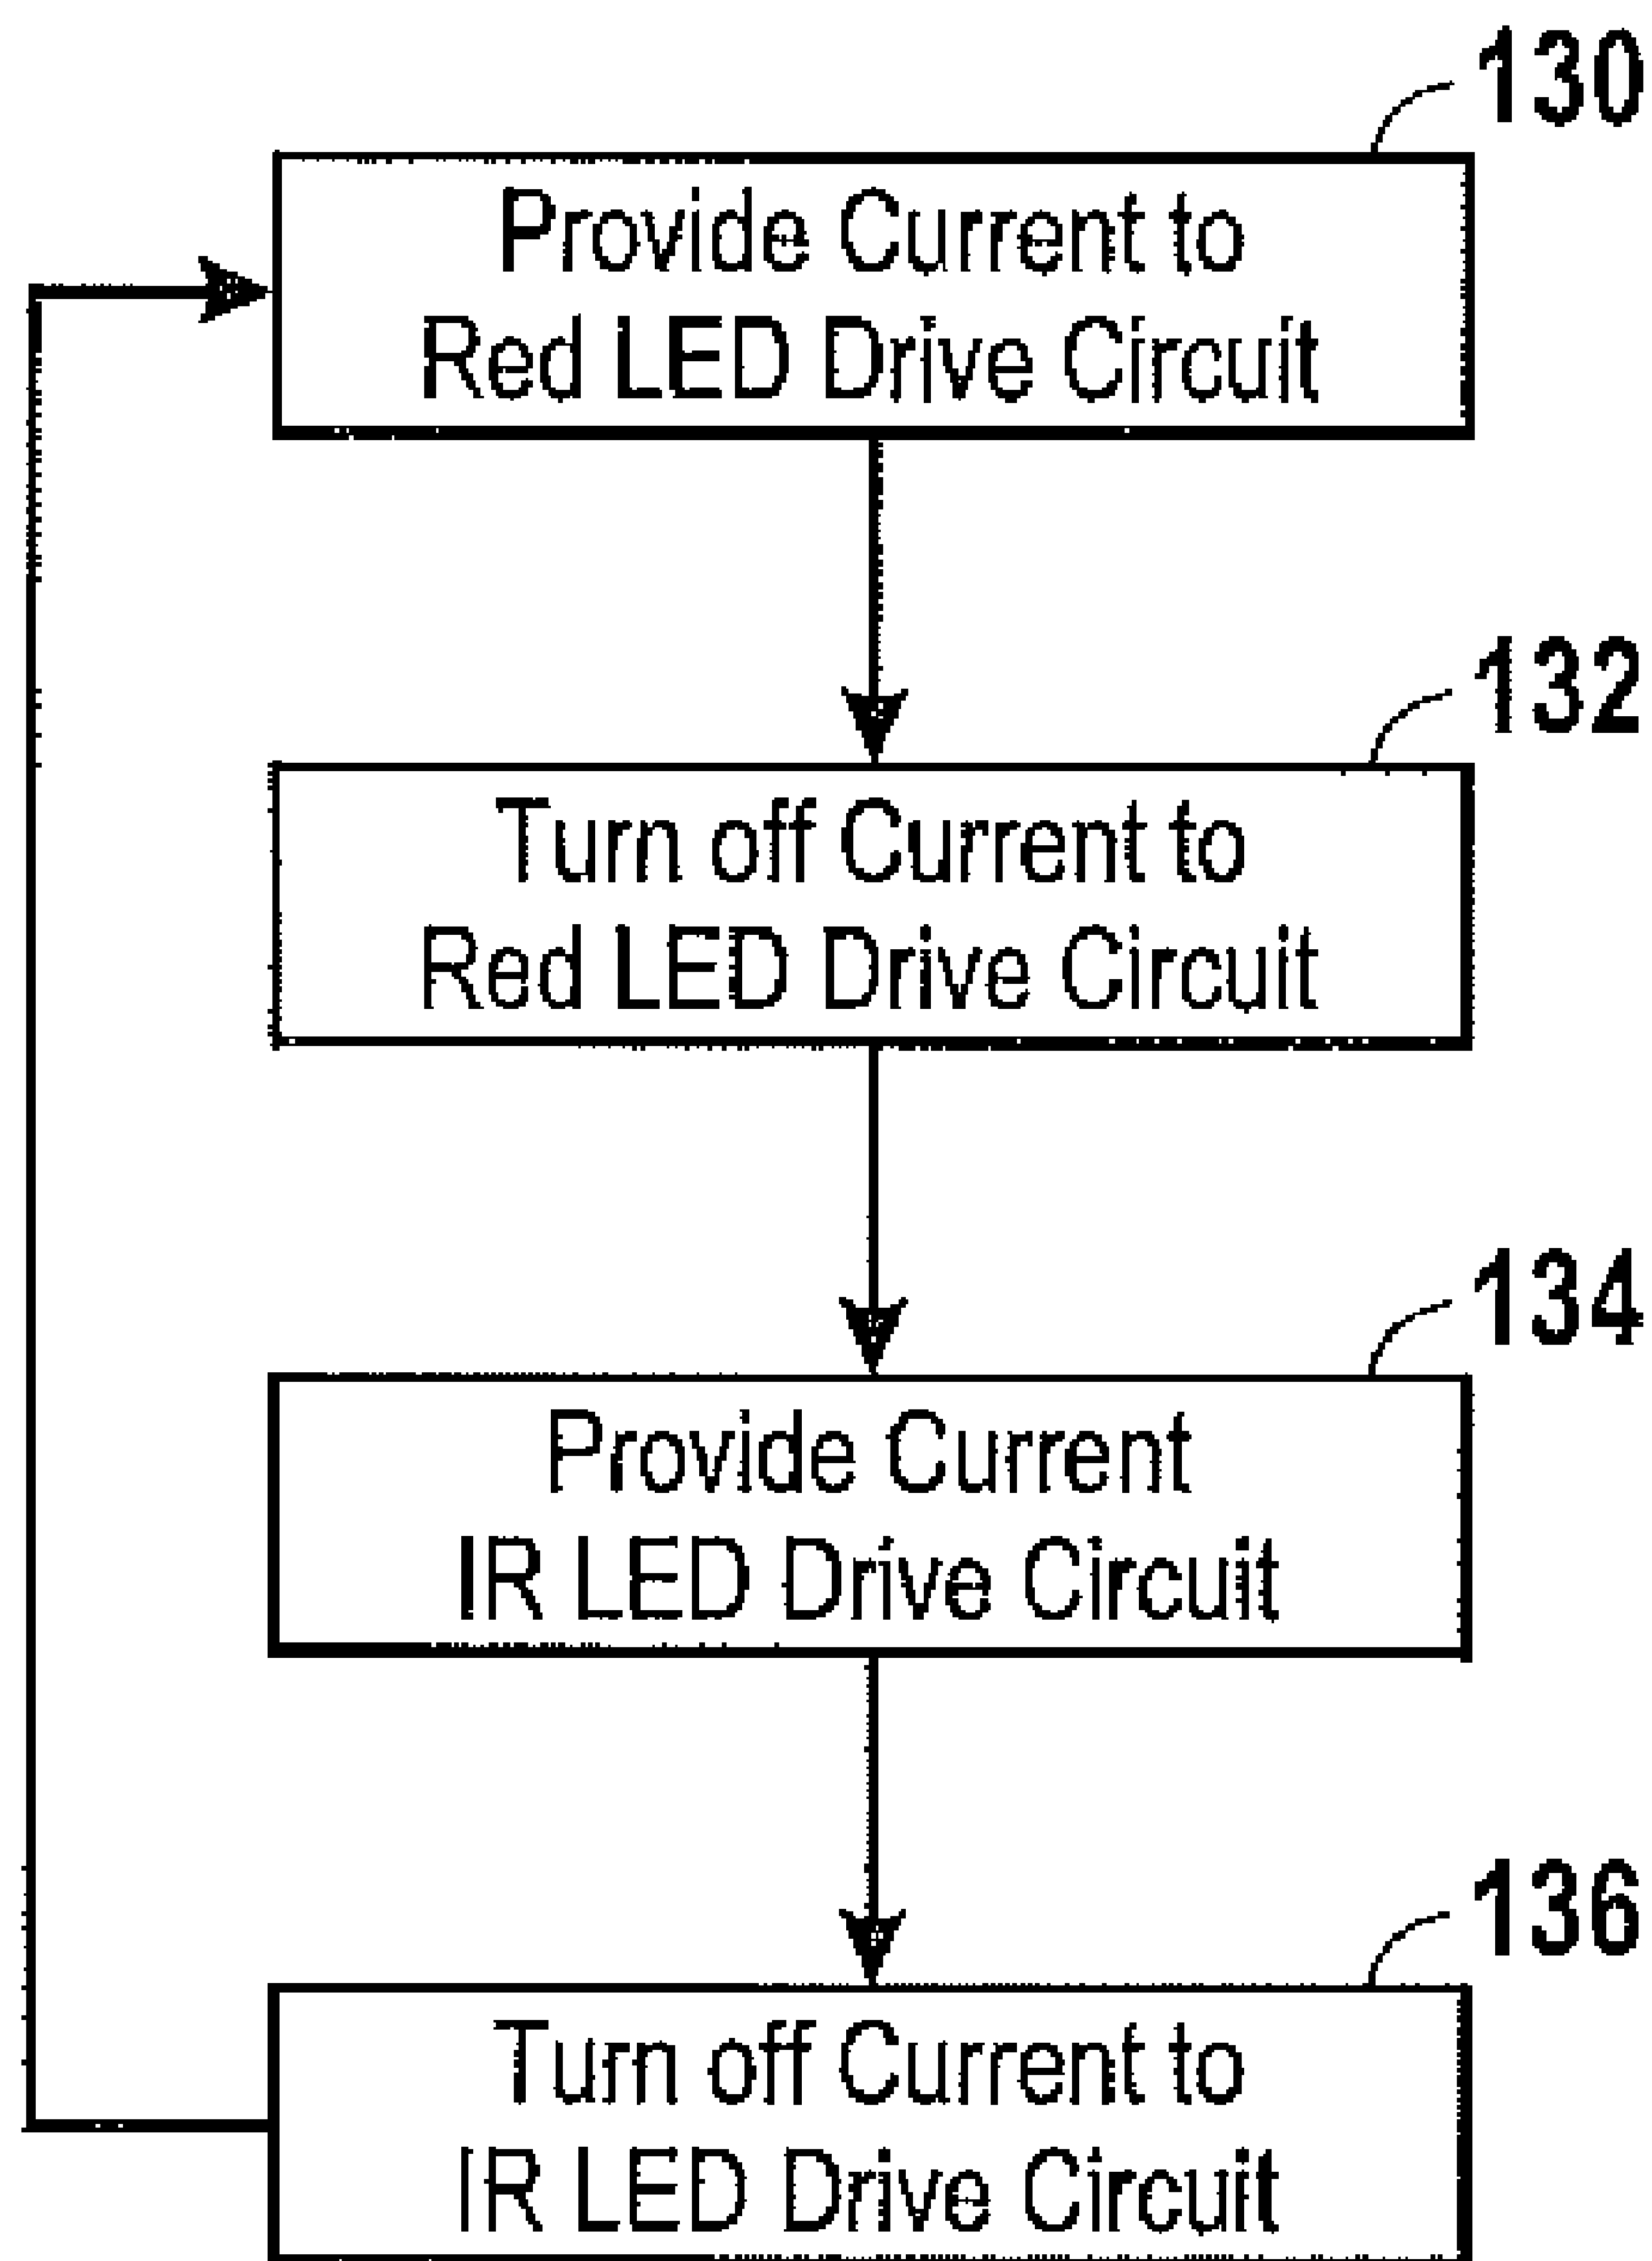 130
Provide Current to
Red LED Drive Circuit
132
Turn off Current to
Red LED Drive Circuit
134
Provide Current
IR LED Drive Circuit
136
Turn off Current to
IR LED Drive Circuit